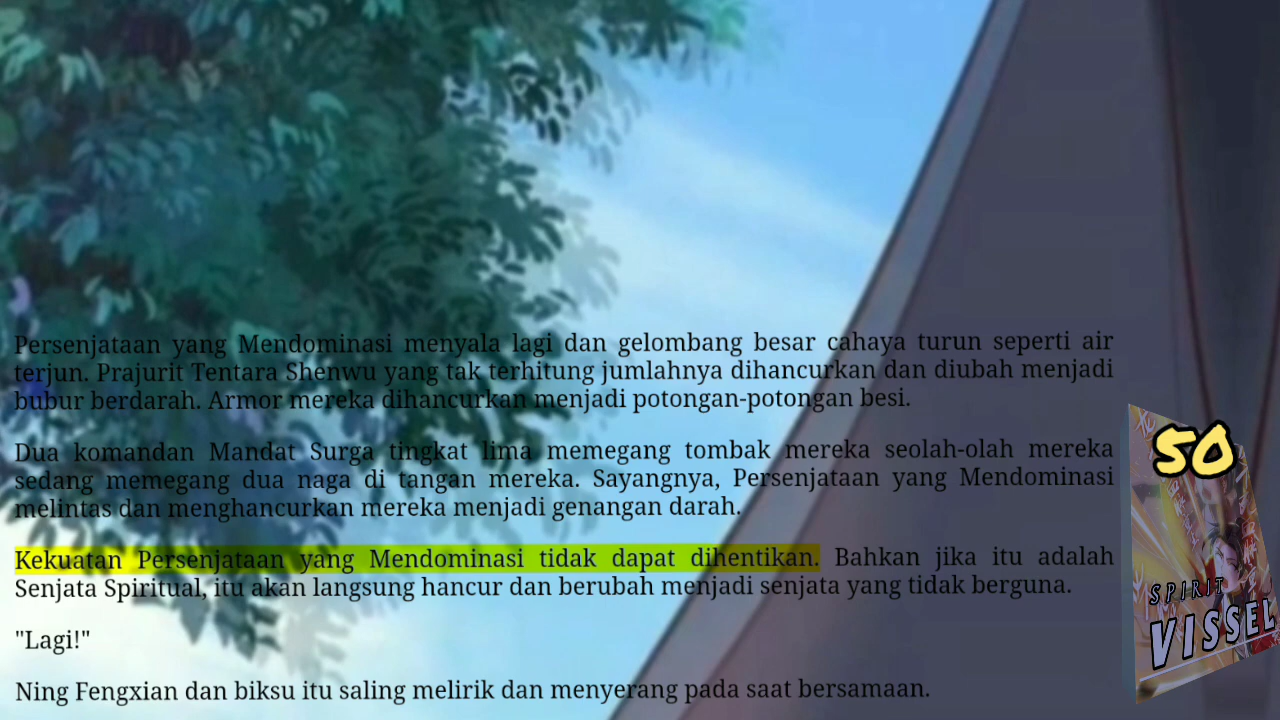 Persenjataan yang Mendominasi menyala lagi dan gelombang besar cahaya turun seperti air
terjun. Prajurit Tentara Shenwu yang tak terhitung jumlahnya dihancurkan dan diubah menjadi
bubur berdarah. Armor mereka dihancurkan menjadi potongan-potongan besi.
Dua komandan Mandat Surga tingkat lima memegang tombak mereka seolah-olah mereka
sedang memegang dua naga di tangan mereka. Sayangnya, Persenjataan yang Mendominasi
melintas dan menghancurkan mereka menjadi genangan darah.
Kekuatan Persenjataan yang Mendominasi tidak dapat dihentikan. Bahkan jika itu adalah
Senjata Spiritual, itu akan langsung hancur dan berubah menjadi senjata yang tidak berguna.
"Lagi!"
Ning Fengxian dan biksu itu saling melirik dan menyerang pada saat bersamaan.
50
SPIRIT
VISSEL